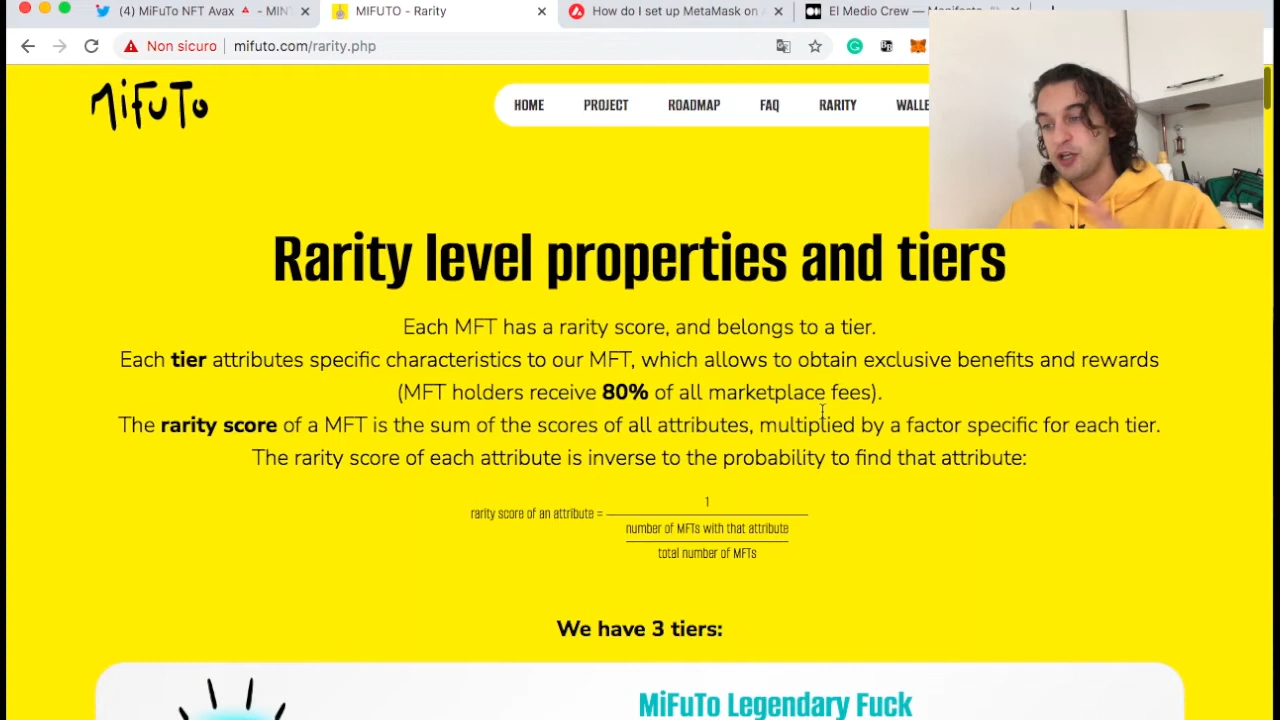 (4) MiFuTo NFT Avax 🔺 - MIN
MIFUTO - Rarity
How do I set up MetaMask on
El Medio Crew — Manifesto
Non sicuro
mifuto.com/rarity.php
MiFuTo
HOME
PROJECT
ROADMAP
FAQ
RARITY
WALLE
Rarity level properties and tiers
Each MFT has a rarity score, and belongs to a tier.
Each tier attributes specific characteristics to our MFT, which allows to obtain exclusive benefits and rewards
(MFT holders receive 80% of all marketplace fees).
The rarity score of a MFT is the sum of the scores of all attributes, multiplied by a factor specific for each tier.
The rarity score of each attribute is inverse to the probability to find that attribute:
rarity score of an attribute =
1
number of MFTs with that attribute
total number of MFTs
We have 3 tiers:
MiFuTo Legendary Fuck